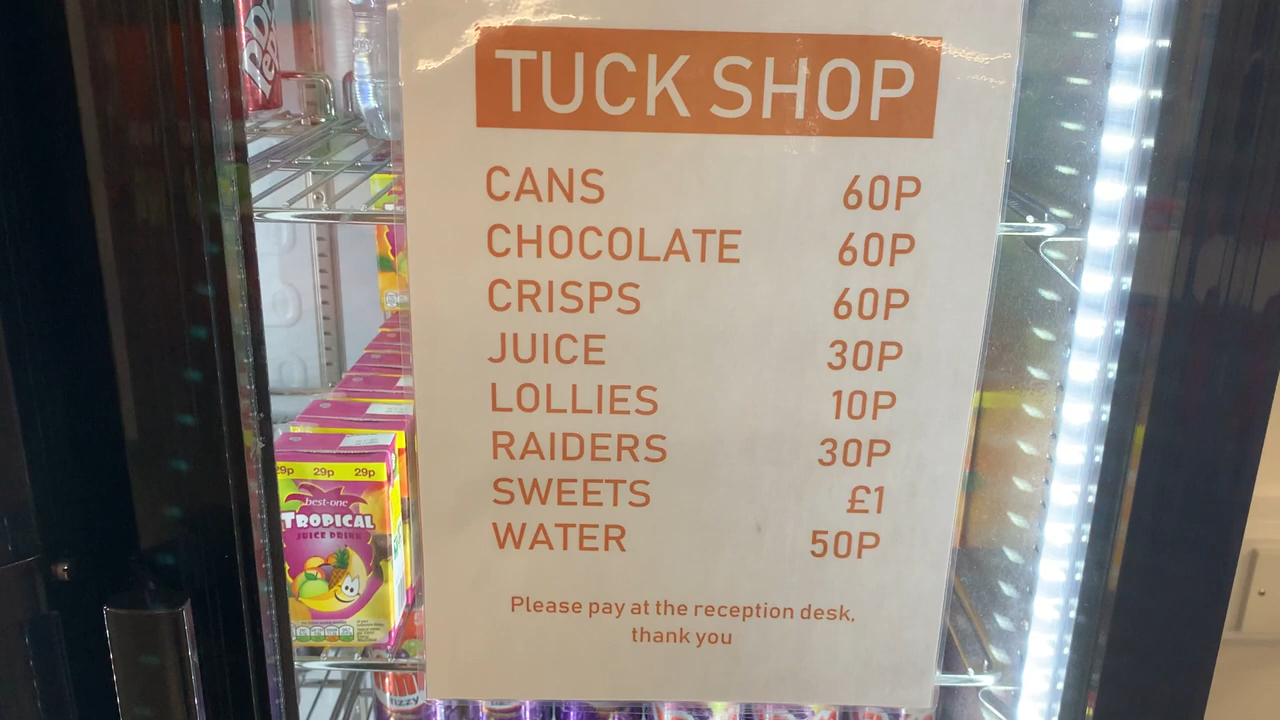 TUCK SHOP
CANS 60P
CHOCOLATE 60P
CRISPS 60P
JUICE 30P
LOLLIES 10P
RAIDERS 30P
SWEETS £1
WATER 50P
Please pay at the reception desk,
thank you
29p 29p 29p
best-one
TROPICAL
JUICE DRINK